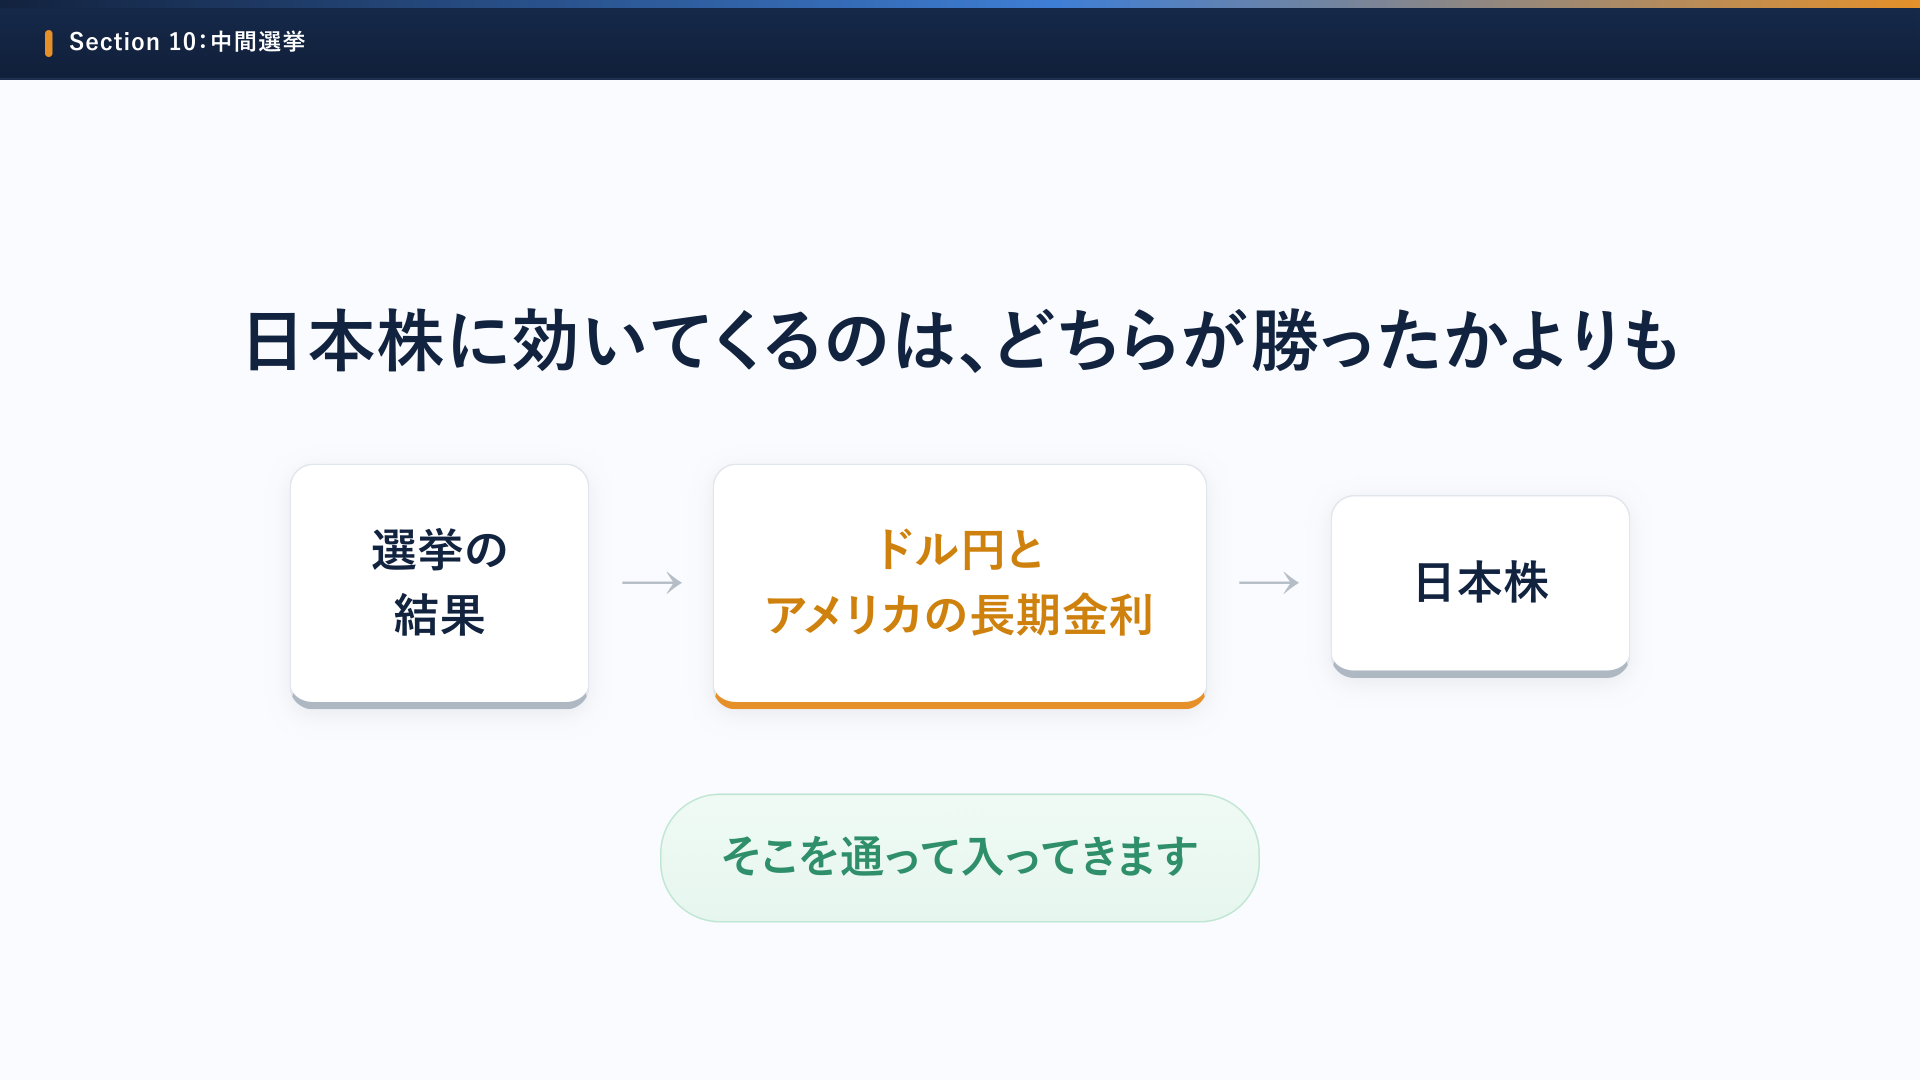 Section 10：中間選挙
日本株に効いてくるのは、どちらが勝ったかよりも
選挙の
結果
→
ドル円と
アメリカの長期金利
→
日本株
そこを通って入ってきます